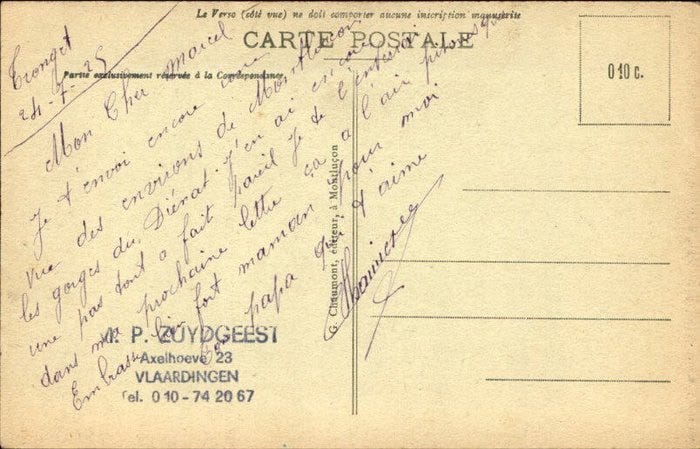 Le Verso (côté vue) ne doit comporter aucune inscription manuscrite
CARTE POSTALE
Partie exclusivement réservée à la Correspondance
010 c.
Tronget
24-7-25
Mon Cher Marcel
Je t'envoi encore une
vue des environs de Montluçon
les gorges du Diénat. J'en ai encore
une pas tout a fait pareil Je te l'enverrai
dans ma prochaine lettre ça a l'air
Embrasse bien fort maman pour moi
Ton papa qui t'aime
G. Chaumont, éditeur, à Montluçon
P. ZUYDGEEST
Axelhoeve 23
VLAARDINGEN
Tel. 010-74 20 67